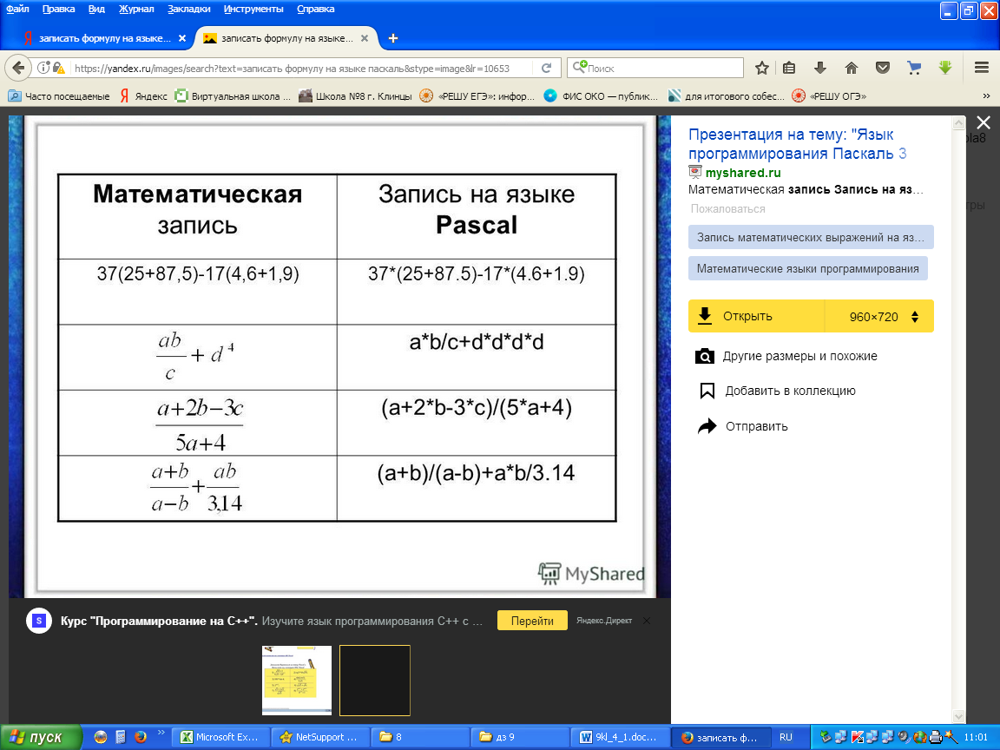 Файл Правка Вид Журнал Закладки Инструменты Справка
записать формулу на языке... × записать формулу на языке... × +
https://yandex.ru/images/search?text=записать формулу на языке паскаль&stype=image&lr=10653 Поиск
Часто посещаемые Яндекс Виртуальная школа ... Школа №8 г. Клинцы «РЕШУ ЕГЭ»: инфор... ФИС ОКО — публик... для итогового собес... «РЕШУ ОГЭ» »
Математическая запись
Запись на языке Pascal
37(25+87,5)-17(4,6+1,9)
37*(25+87.5)-17*(4.6+1.9)
ab/c + d⁴
a*b/c+d*d*d*d
a+2b−3c / 5a+4
(a+2*b-3*c)/(5*a+4)
a+b / a−b + ab / 3,14
(a+b)/(a-b)+a*b/3.14
MyShared
Презентация на тему: "Язык
программирования Паскаль 3
myshared.ru
Математическая запись Запись на яз...
Пожаловаться
Запись математических выражений на яз...
Математические языки программирования
Открыть 960×720
Другие размеры и похожие
Добавить в коллекцию
Отправить
ola8
тры
S Курс "Программирование на C++". Изучите язык программирования C++ с ... Перейти Яндекс.Директ
пуск » Microsoft Ex... NetSupport ... 8 дз 9 9kl_4_1.doc... записать ф... RU 11:01